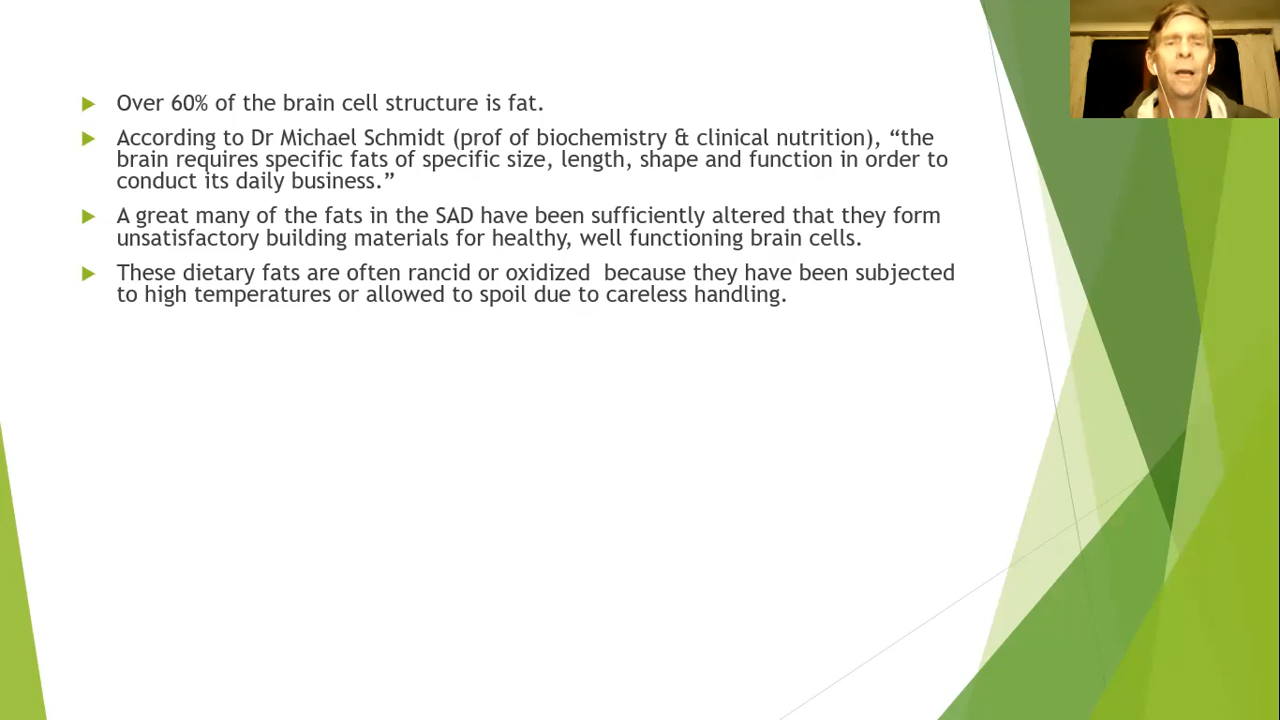 Over 60% of the brain cell structure is fat.
According to Dr Michael Schmidt (prof of biochemistry & clinical nutrition), “the
brain requires specific fats of specific size, length, shape and function in order to
conduct its daily business.”
A great many of the fats in the SAD have been sufficiently altered that they form
unsatisfactory building materials for healthy, well functioning brain cells.
These dietary fats are often rancid or oxidized  because they have been subjected
to high temperatures or allowed to spoil due to careless handling.